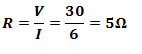 R = V/I = 30/6 = 5Ω